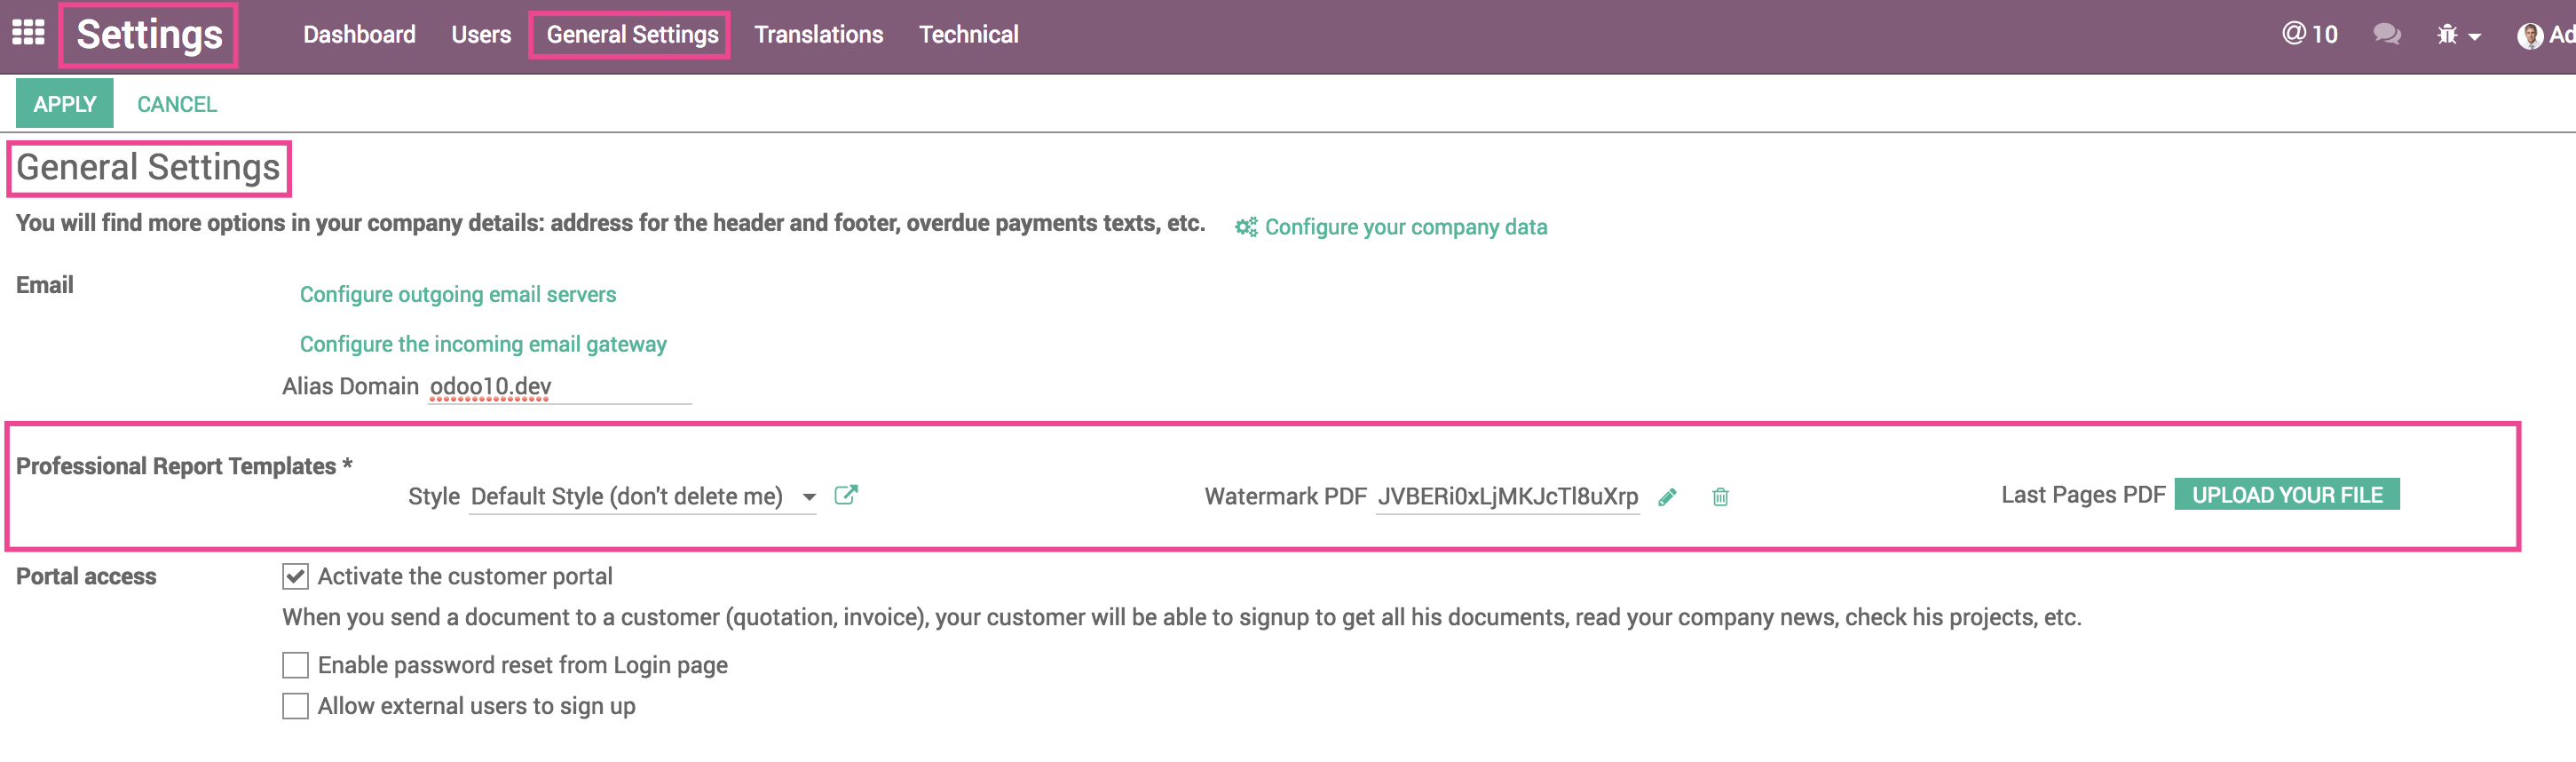 Settings Dashboard Users General Settings Translations Technical @ 10 Ad
APPLY CANCEL
General Settings
You will find more options in your company details: address for the header and footer, overdue payments texts, etc. Configure your company data
Email
Configure outgoing email servers
Configure the incoming email gateway
Alias Domain odoo10.dev
Professional Report Templates *
Style Default Style (don't delete me) Watermark PDF JVBERi0xLjMKJcTl8uXrp Last Pages PDF UPLOAD YOUR FILE
Portal access Activate the customer portal
When you send a document to a customer (quotation, invoice), your customer will be able to signup to get all his documents, read your company news, check his projects, etc.
Enable password reset from Login page
Allow external users to sign up